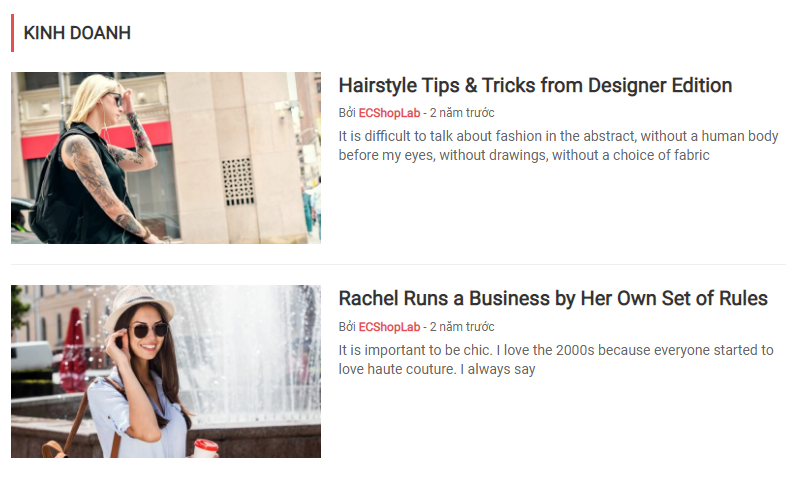 KINH DOANH
Hairstyle Tips & Tricks from Designer Edition
Bởi ECShopLab - 2 năm trước
It is difficult to talk about fashion in the abstract, without a human body
before my eyes, without drawings, without a choice of fabric
Rachel Runs a Business by Her Own Set of Rules
Bởi ECShopLab - 2 năm trước
It is important to be chic. I love the 2000s because everyone started to
love haute couture. I always say